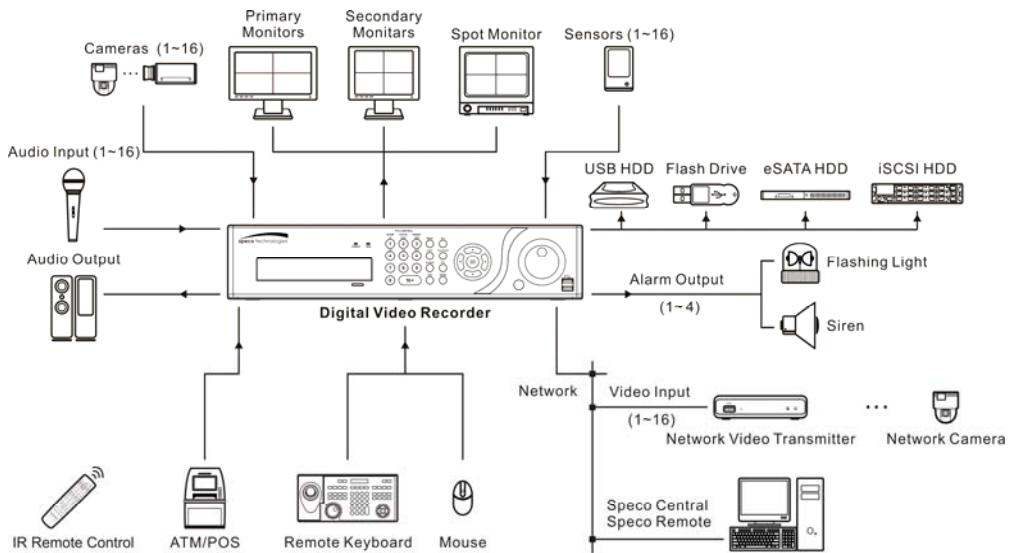 Primary
Monitors
Secondary
Monitars
Spot Monitor
Sensors (1~16)
Cameras (1~16)
Audio Input (1~16)
USB HDD
Flash Drive
eSATA HDD
iSCSI HDD
speco technologies
Audio Output
Digital Video Recorder
Alarm Output
(1~4)
Flashing Light
Siren
Network
Video Input
(1~16)
Network Video Transmitter
Network Camera
Speco Central
Speco Remote
IR Remote Control
ATM/POS
Remote Keyboard
Mouse